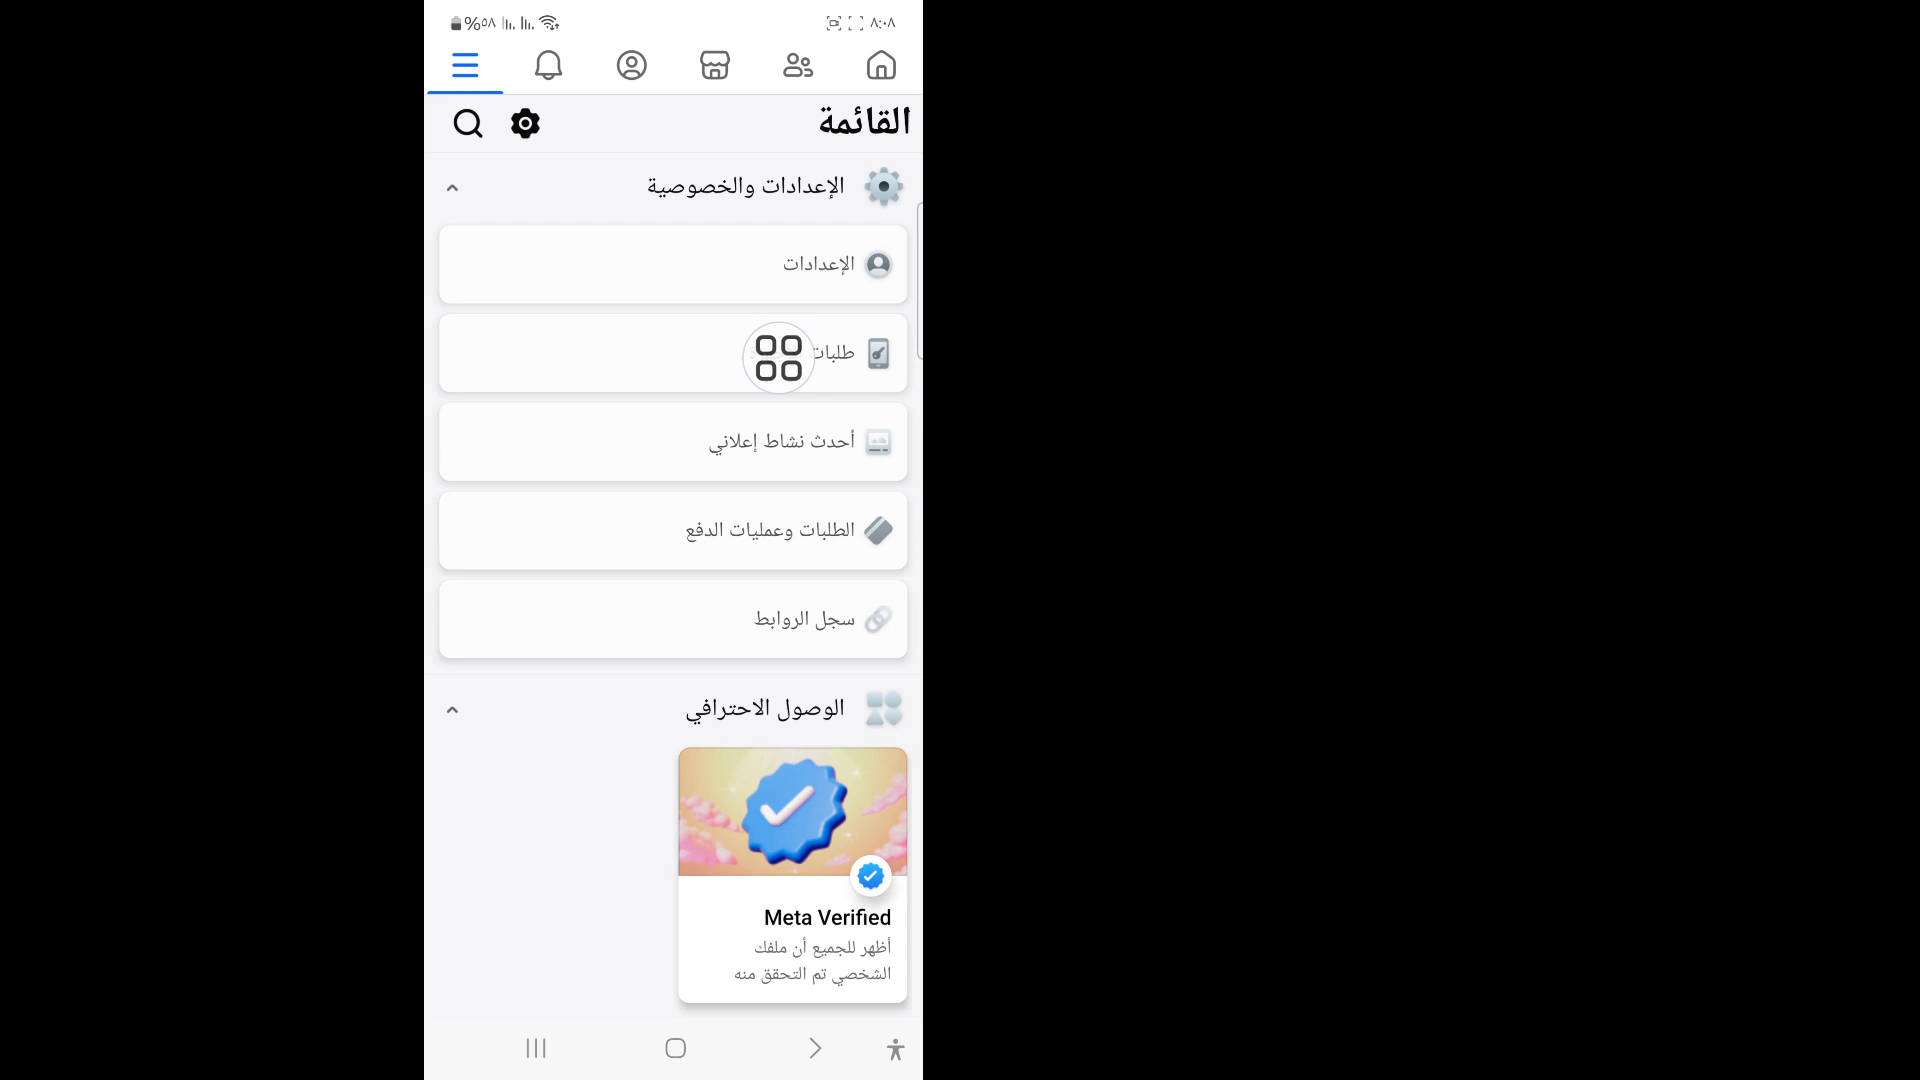 ٨:٠٨
%٥٨
القائمة
الإعدادات والخصوصية
الإعدادات
طلبات
أحدث نشاط إعلاني
الطلبات وعمليات الدفع
سجل الروابط
الوصول الاحترافي
Meta Verified
أظهر للجميع أن ملفك
الشخصي تم التحقق منه